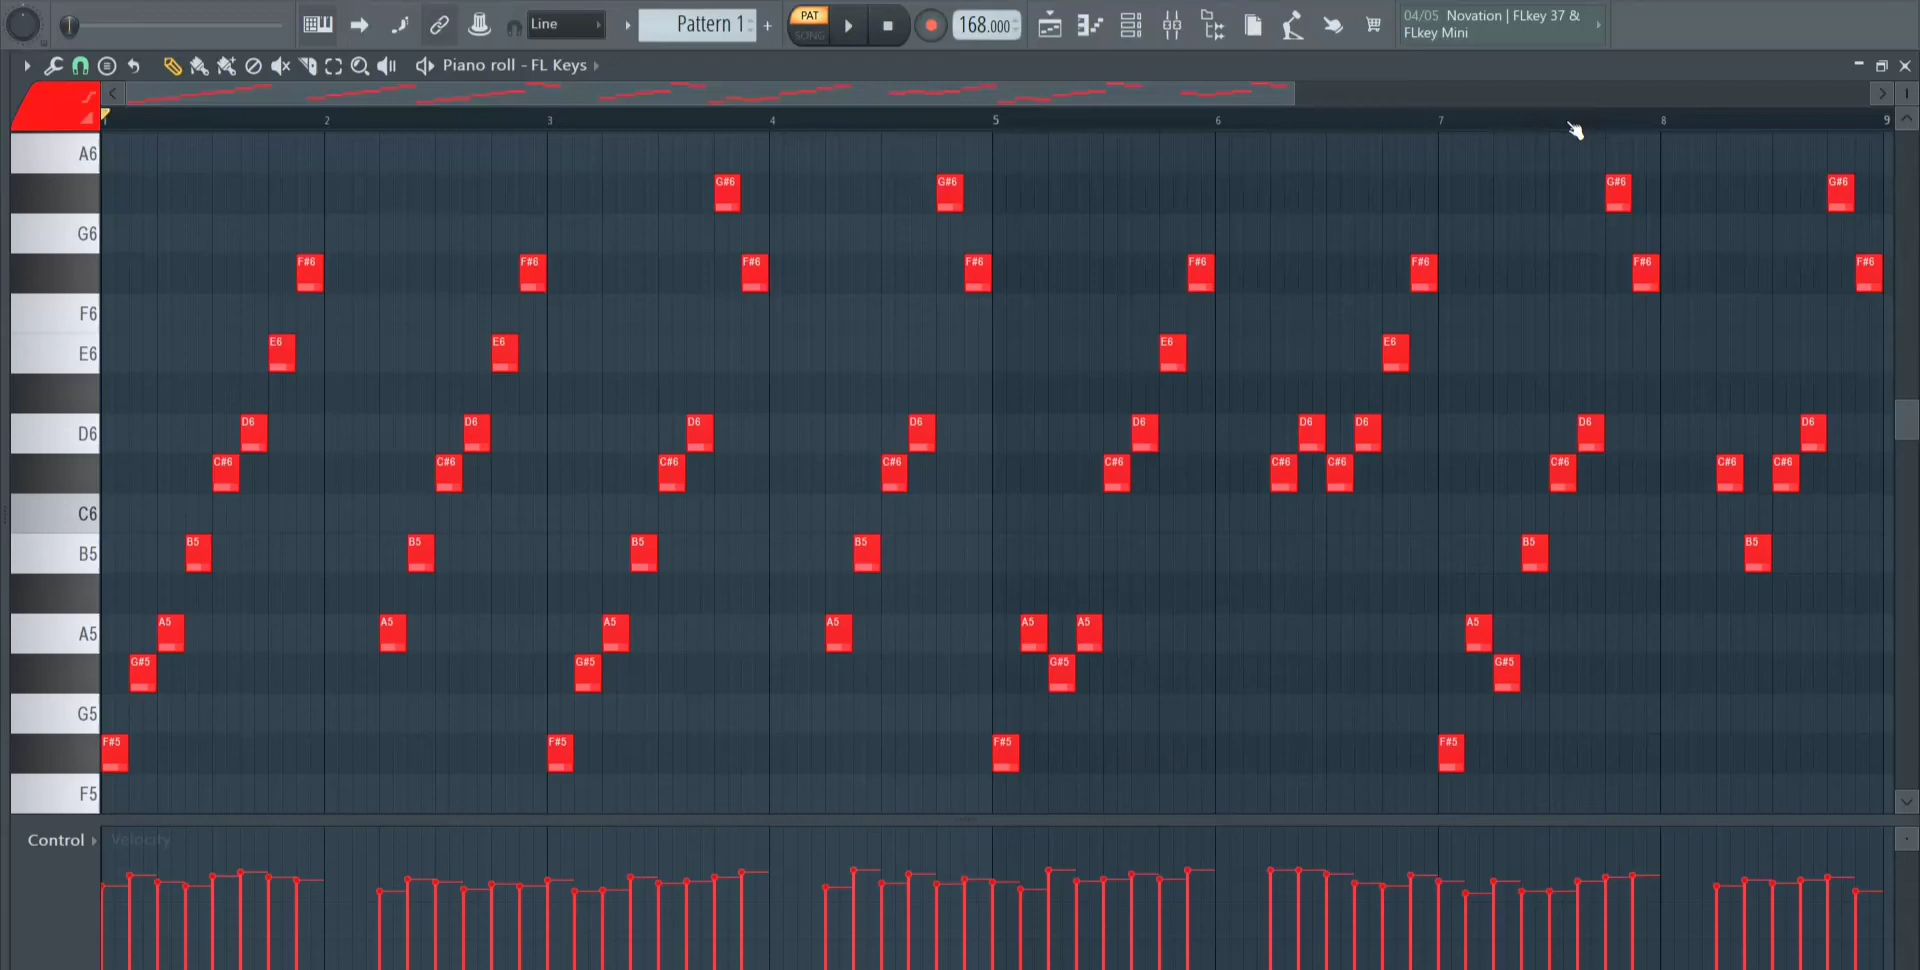 Line
Pattern 1
+
PAT
SONG
168.000
04/05 Novation | FLkey 37 &
FLkey Mini
Piano roll - FL Keys
1 2 3 4 5 6 7 8 9
A6
G#6 G#6 G#6 G#6
G6
F#6 F#6 F#6 F#6 F#6 F#6 F#6 F#6
F6
E6 E6 E6 E6 E6
D6 D6 D6 D6 D6 D6 D6 D6 D6 D6
C#6 C#6 C#6 C#6 C#6 C#6 C#6 C#6 C#6 C#6
C6
B5 B5 B5 B5 B5 B5 B5
A5 A5 A5 A5 A5 A5 A5 A5
G#5 G#5 G#5 G#5
G5
F#5 F#5 F#5 F#5
F5
Control Velocity